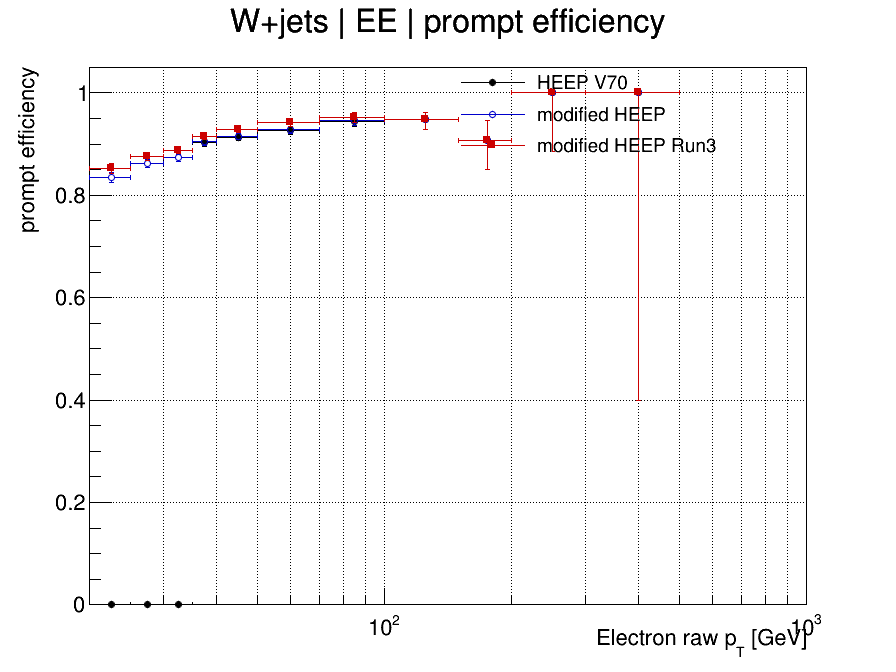 W+jets | EE | prompt efficiency
prompt efficiency
1
0.8
0.6
0.4
0.2
0
HEEP V70
modified HEEP
modified HEEP Run3
10²
10³
Electron raw p_T [GeV]